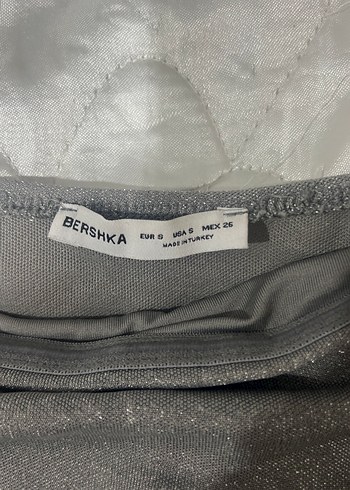 BERSHKA EUR S USA S MEX 26
MADE IN TURKEY